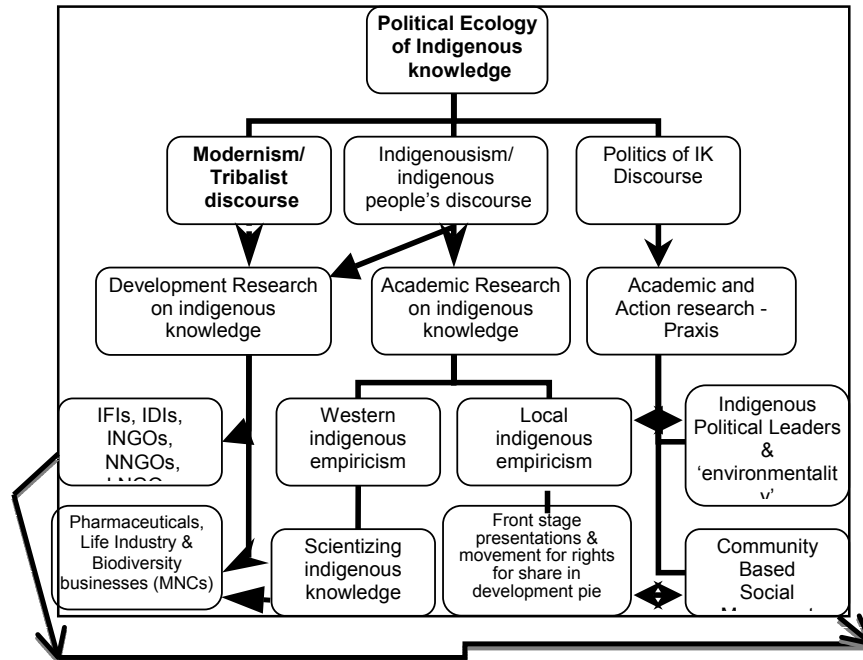 Political Ecology
of Indigenous
knowledge
Modernism/
Tribalist
discourse
Indigenousism/
indigenous
people's discourse
Politics of IK
Discourse
Development Research
on indigenous
knowledge
Academic Research
on indigenous
knowledge
Academic and
Action research -
Praxis
IFIs, IDIs,
INGOs,
NNGOs,
Western
indigenous
empiricism
Local
indigenous
empiricism
Indigenous
Political Leaders
&
‘environmentalit
y’
Pharmaceuticals,
Life Industry &
Biodiversity
businesses (MNCs)
Scientizing
indigenous
knowledge
Front stage
presentations &
movement for rights
for share in
development pie
Community
Based
Social